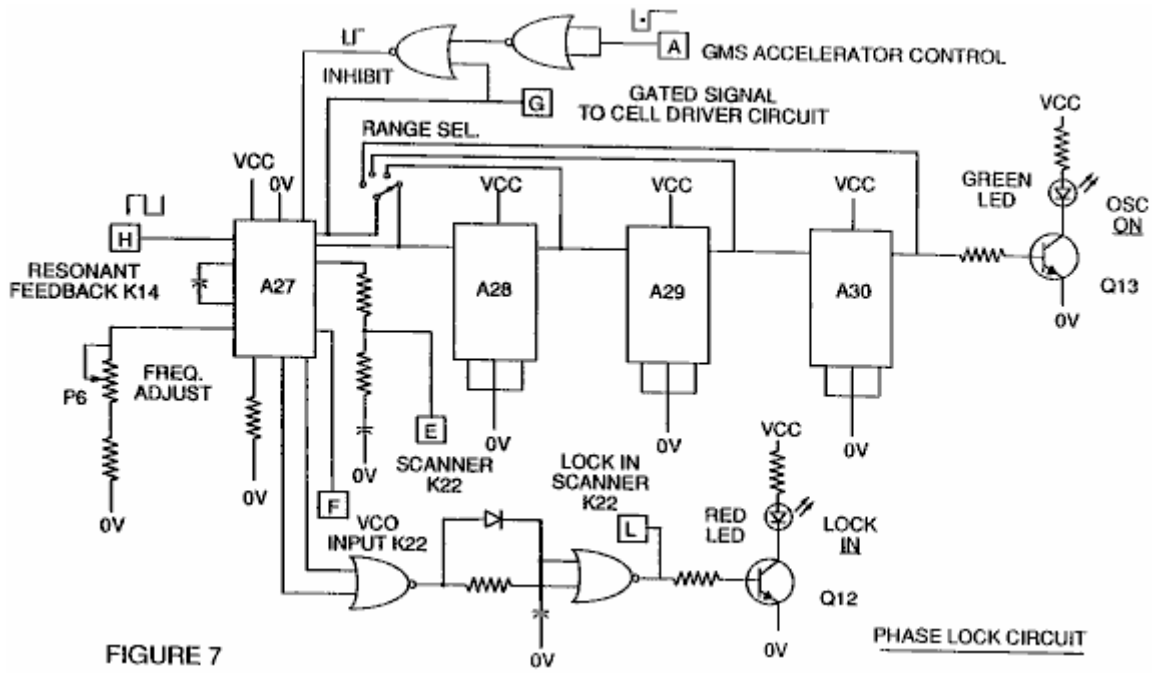 A
GMS ACCELERATOR CONTROL
INHIBIT
G
GATED SIGNAL
TO CELL DRIVER CIRCUIT
RANGE SEL.
VCC
VCC
0V
VCC
VCC
VCC
GREEN
LED
OSC
ON
H
RESONANT
FEEDBACK K14
A27
A28
A29
A30
Q13
0V
P6
FREQ.
ADJUST
E
0V
0V
0V
0V
0V
0V
SCANNER
K22
LOCK IN
SCANNER
K22
VCC
F
VCO
INPUT K22
L
RED
LED
LOCK
IN
Q12
0V
0V
FIGURE 7
PHASE LOCK CIRCUIT